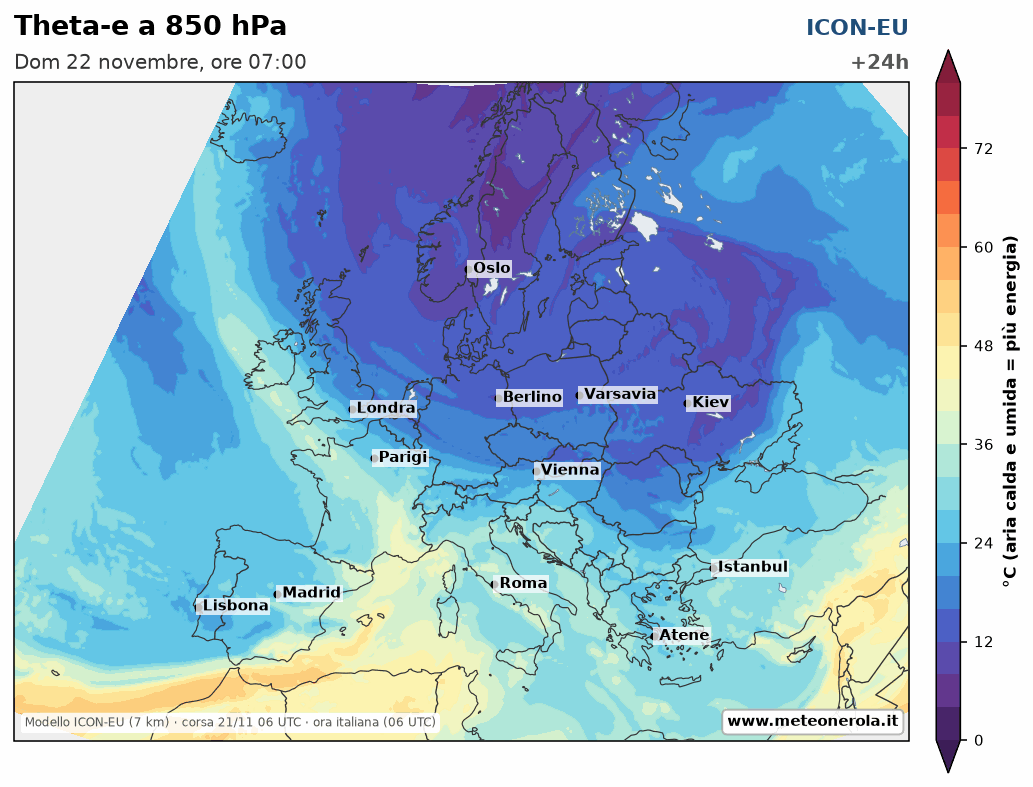 Theta-e a 850 hPa
ICON-EU
Dom 22 novembre, ore 07:00
+24h
72
60
48
36
24
12
0
°C (aria calda e umida = più energia)
Oslo
Berlino
Varsavia
Kiev
Londra
Parigi
Vienna
Istanbul
Roma
Madrid
Lisbona
Atene
Modello ICON-EU (7 km) · corsa 21/11 06 UTC · ora italiana (06 UTC)
www.meteonerola.it